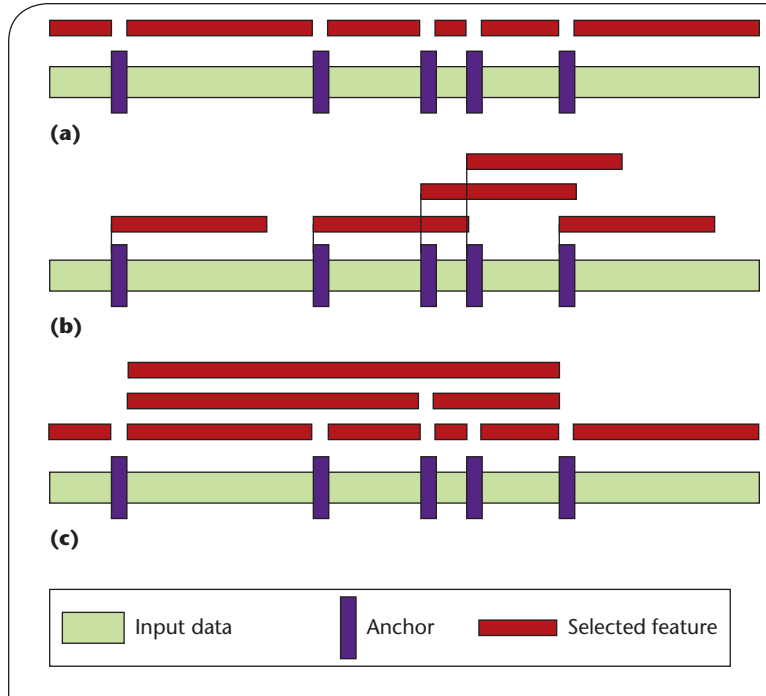 (a)
(b)
(c)
Input data
Anchor
Selected feature